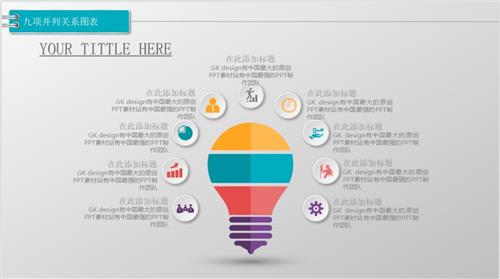 九项并列关系图表
YOUR TITTLE HERE
在此添加标题
GK design有中国最大的原创
PPT素材站有中国最强的PPT制
作团队
在此添加标题
GK design有中国最大的原创
PPT素材站有中国最强的PPT制
作团队
在此添加标题
GK design有中国最大的原创
PPT素材站有中国最强的PPT制
作团队
在此添加标题
GK design有中国最大的原创
PPT素材站有中国最强的PPT制
作团队
在此添加标题
GK design有中国最大的原创
PPT素材站有中国最强的PPT制
作团队
在此添加标题
GK design有中国最大的原创
PPT素材站有中国最强的PPT制
作团队
在此添加标题
GK design有中国最大的原创
PPT素材站有中国最强的PPT制
作团队
在此添加标题
GK design有中国最大的原创
PPT素材站有中国最强的PPT制
作团队
在此添加标题
GK design有中国最大的原创
PPT素材站有中国最强的PPT制
作团队